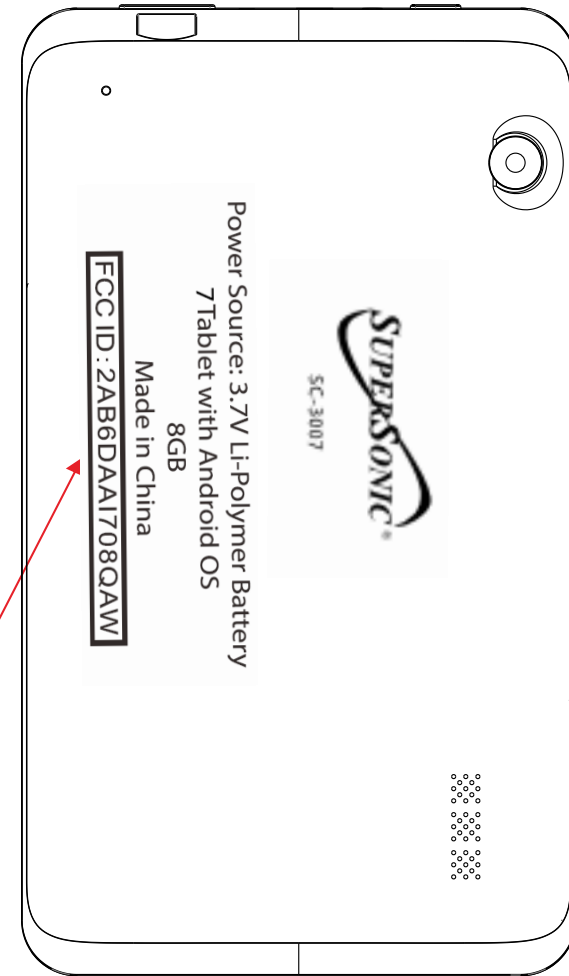 SUPERSONIC®
SC-3007
Power Source: 3.7V Li-Polymer Battery
7Tablet with Android OS
8GB
Made in China
FCC ID: 2AB6DAAI708QAW